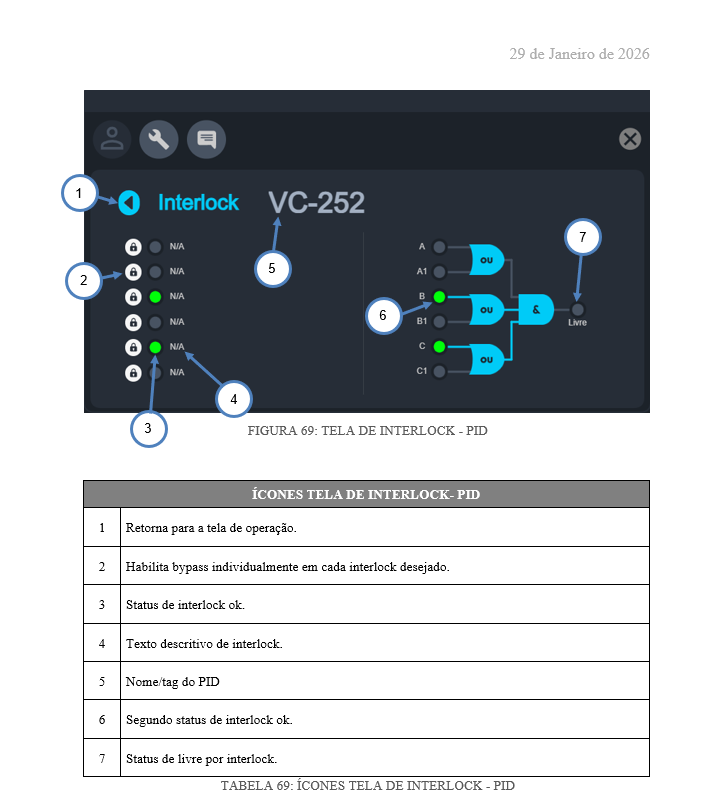 29 de Janeiro de 2026
1
Interlock VC-252
7
N/A
A
OU
N/A
5
A1
2
N/A
6
B
OU
&
Livre
N/A
B1
N/A
C
OU
N/A
C1
4
3
FIGURA 69: TELA DE INTERLOCK - PID
ÍCONES TELA DE INTERLOCK- PID
1 Retorna para a tela de operação.
2 Habilita bypass individualmente em cada interlock desejado.
3 Status de interlock ok.
4 Texto descritivo de interlock.
5 Nome/tag do PID
6 Segundo status de interlock ok.
7 Status de livre por interlock.
TABELA 69: ÍCONES TELA DE INTERLOCK - PID